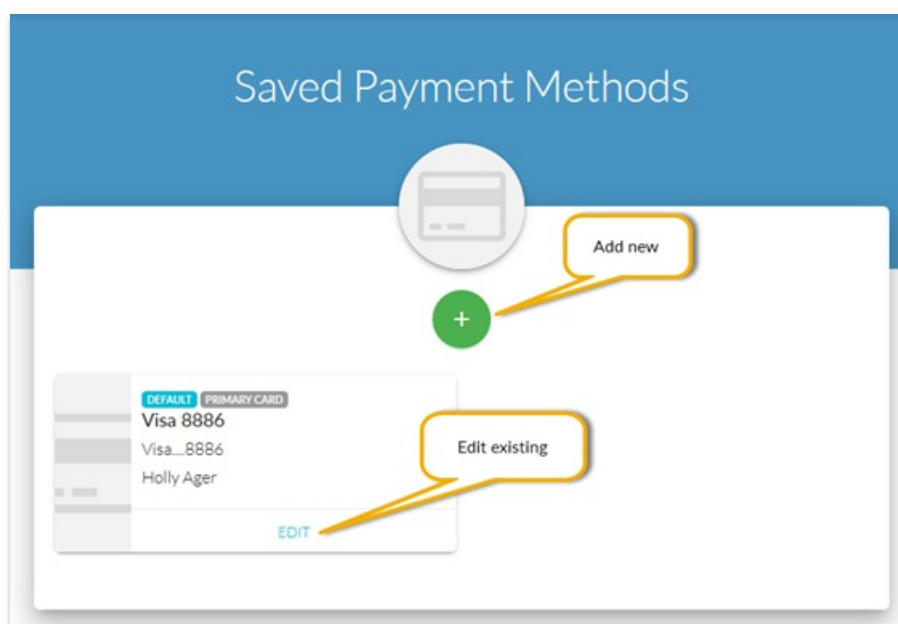 Saved Payment Methods
Add new
+
DEFAULT PRIMARY CARD
Visa 8886
Visa....8886
Holly Ager
Edit existing
EDIT